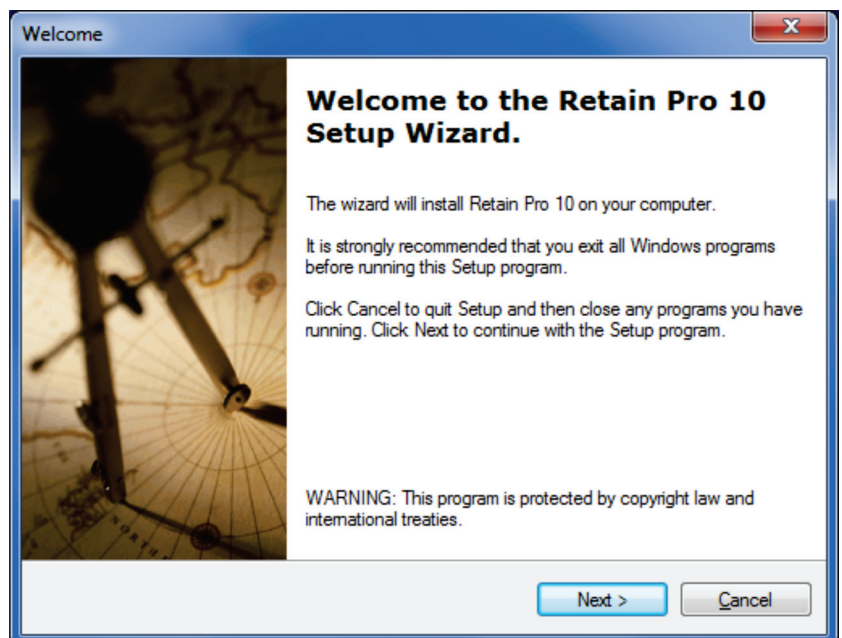 Welcome
Welcome to the Retain Pro 10
Setup Wizard.
The wizard will install Retain Pro 10 on your computer.
It is strongly recommended that you exit all Windows programs
before running this Setup program.
Click Cancel to quit Setup and then close any programs you have
running. Click Next to continue with the Setup program.
WARNING: This program is protected by copyright law and
international treaties.
Next >
Cancel